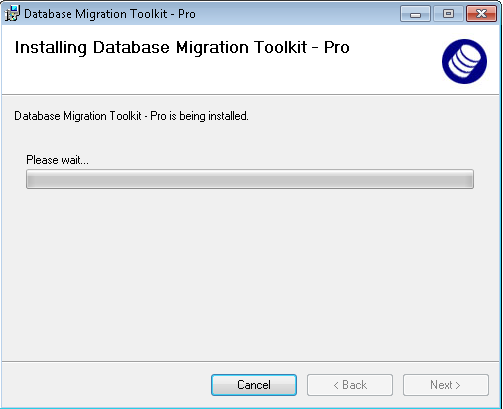 Database Migration Toolkit - Pro
Installing Database Migration Toolkit - Pro
Database Migration Toolkit - Pro is being installed.
Please wait...
Cancel
< Back
Next >